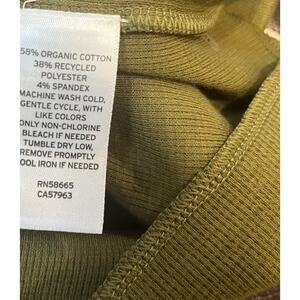 58% ORGANIC COTTON
38% RECYCLED
POLYESTER
4% SPANDEX
MACHINE WASH COLD,
GENTLE CYCLE, WITH
LIKE COLORS
ONLY NON-CHLORINE
BLEACH IF NEEDED
TUMBLE DRY LOW,
REMOVE PROMPTLY
COOL IRON IF NEEDED
RN58665
CA57963